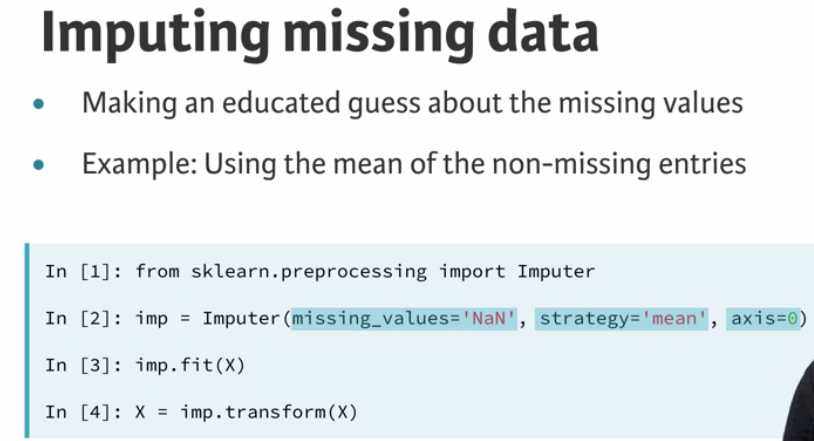 Imputing missing data
• Making an educated guess about the missing values
• Example: Using the mean of the non-missing entries
In [1]: from sklearn.preprocessing import Imputer
In [2]: imp = Imputer(missing_values='NaN', strategy='mean', axis=0)
In [3]: imp.fit(X)
In [4]: X = imp.transform(X)